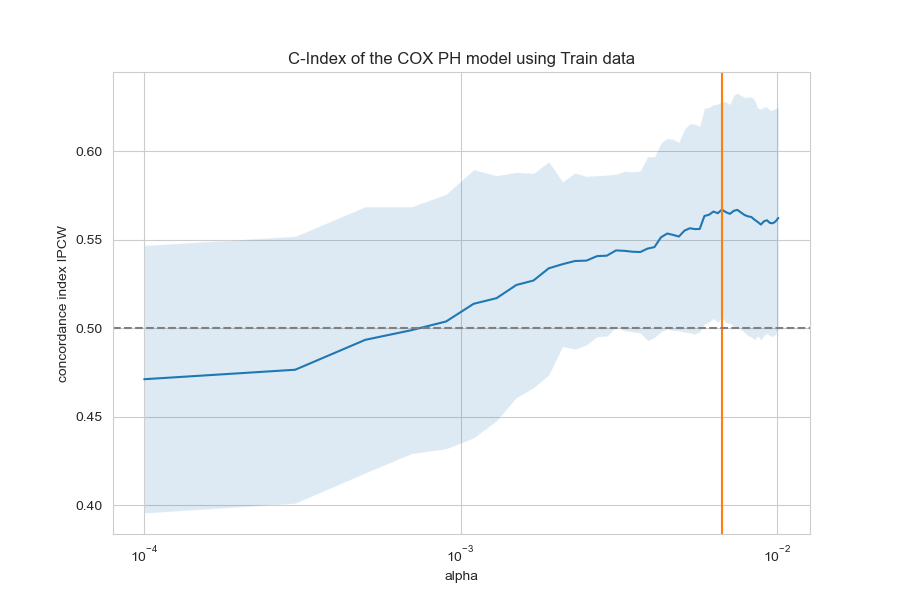 C-Index of the COX PH model using Train data
concordance index IPCW
0.60
0.55
0.50
0.45
0.40
10⁻⁴
10⁻³
10⁻²
alpha